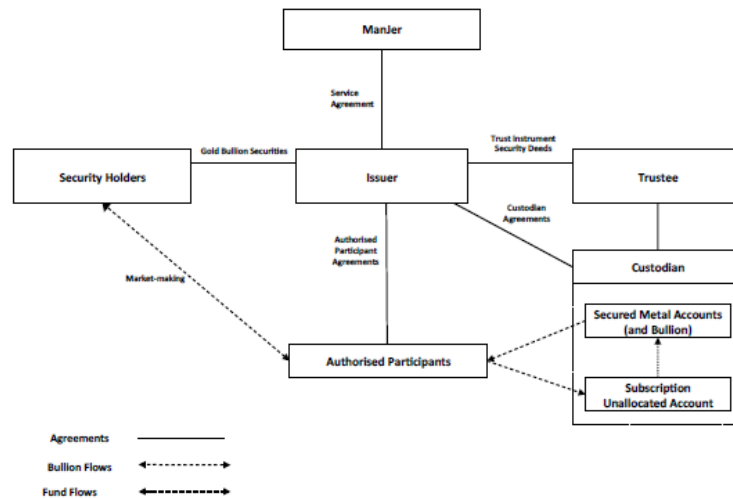 ManJer
Service
Agreement
Gold Bullion Securities
Trust Instrument
Security Deeds
Security Holders
Issuer
Trustee
Custodian
Agreements
Authorised
Participant
Agreements
Custodian
Market-making
Secured Metal Accounts
(and Bullion)
Authorised Participants
Subscription
Unallocated Account
Agreements
Bullion Flows
Fund Flows